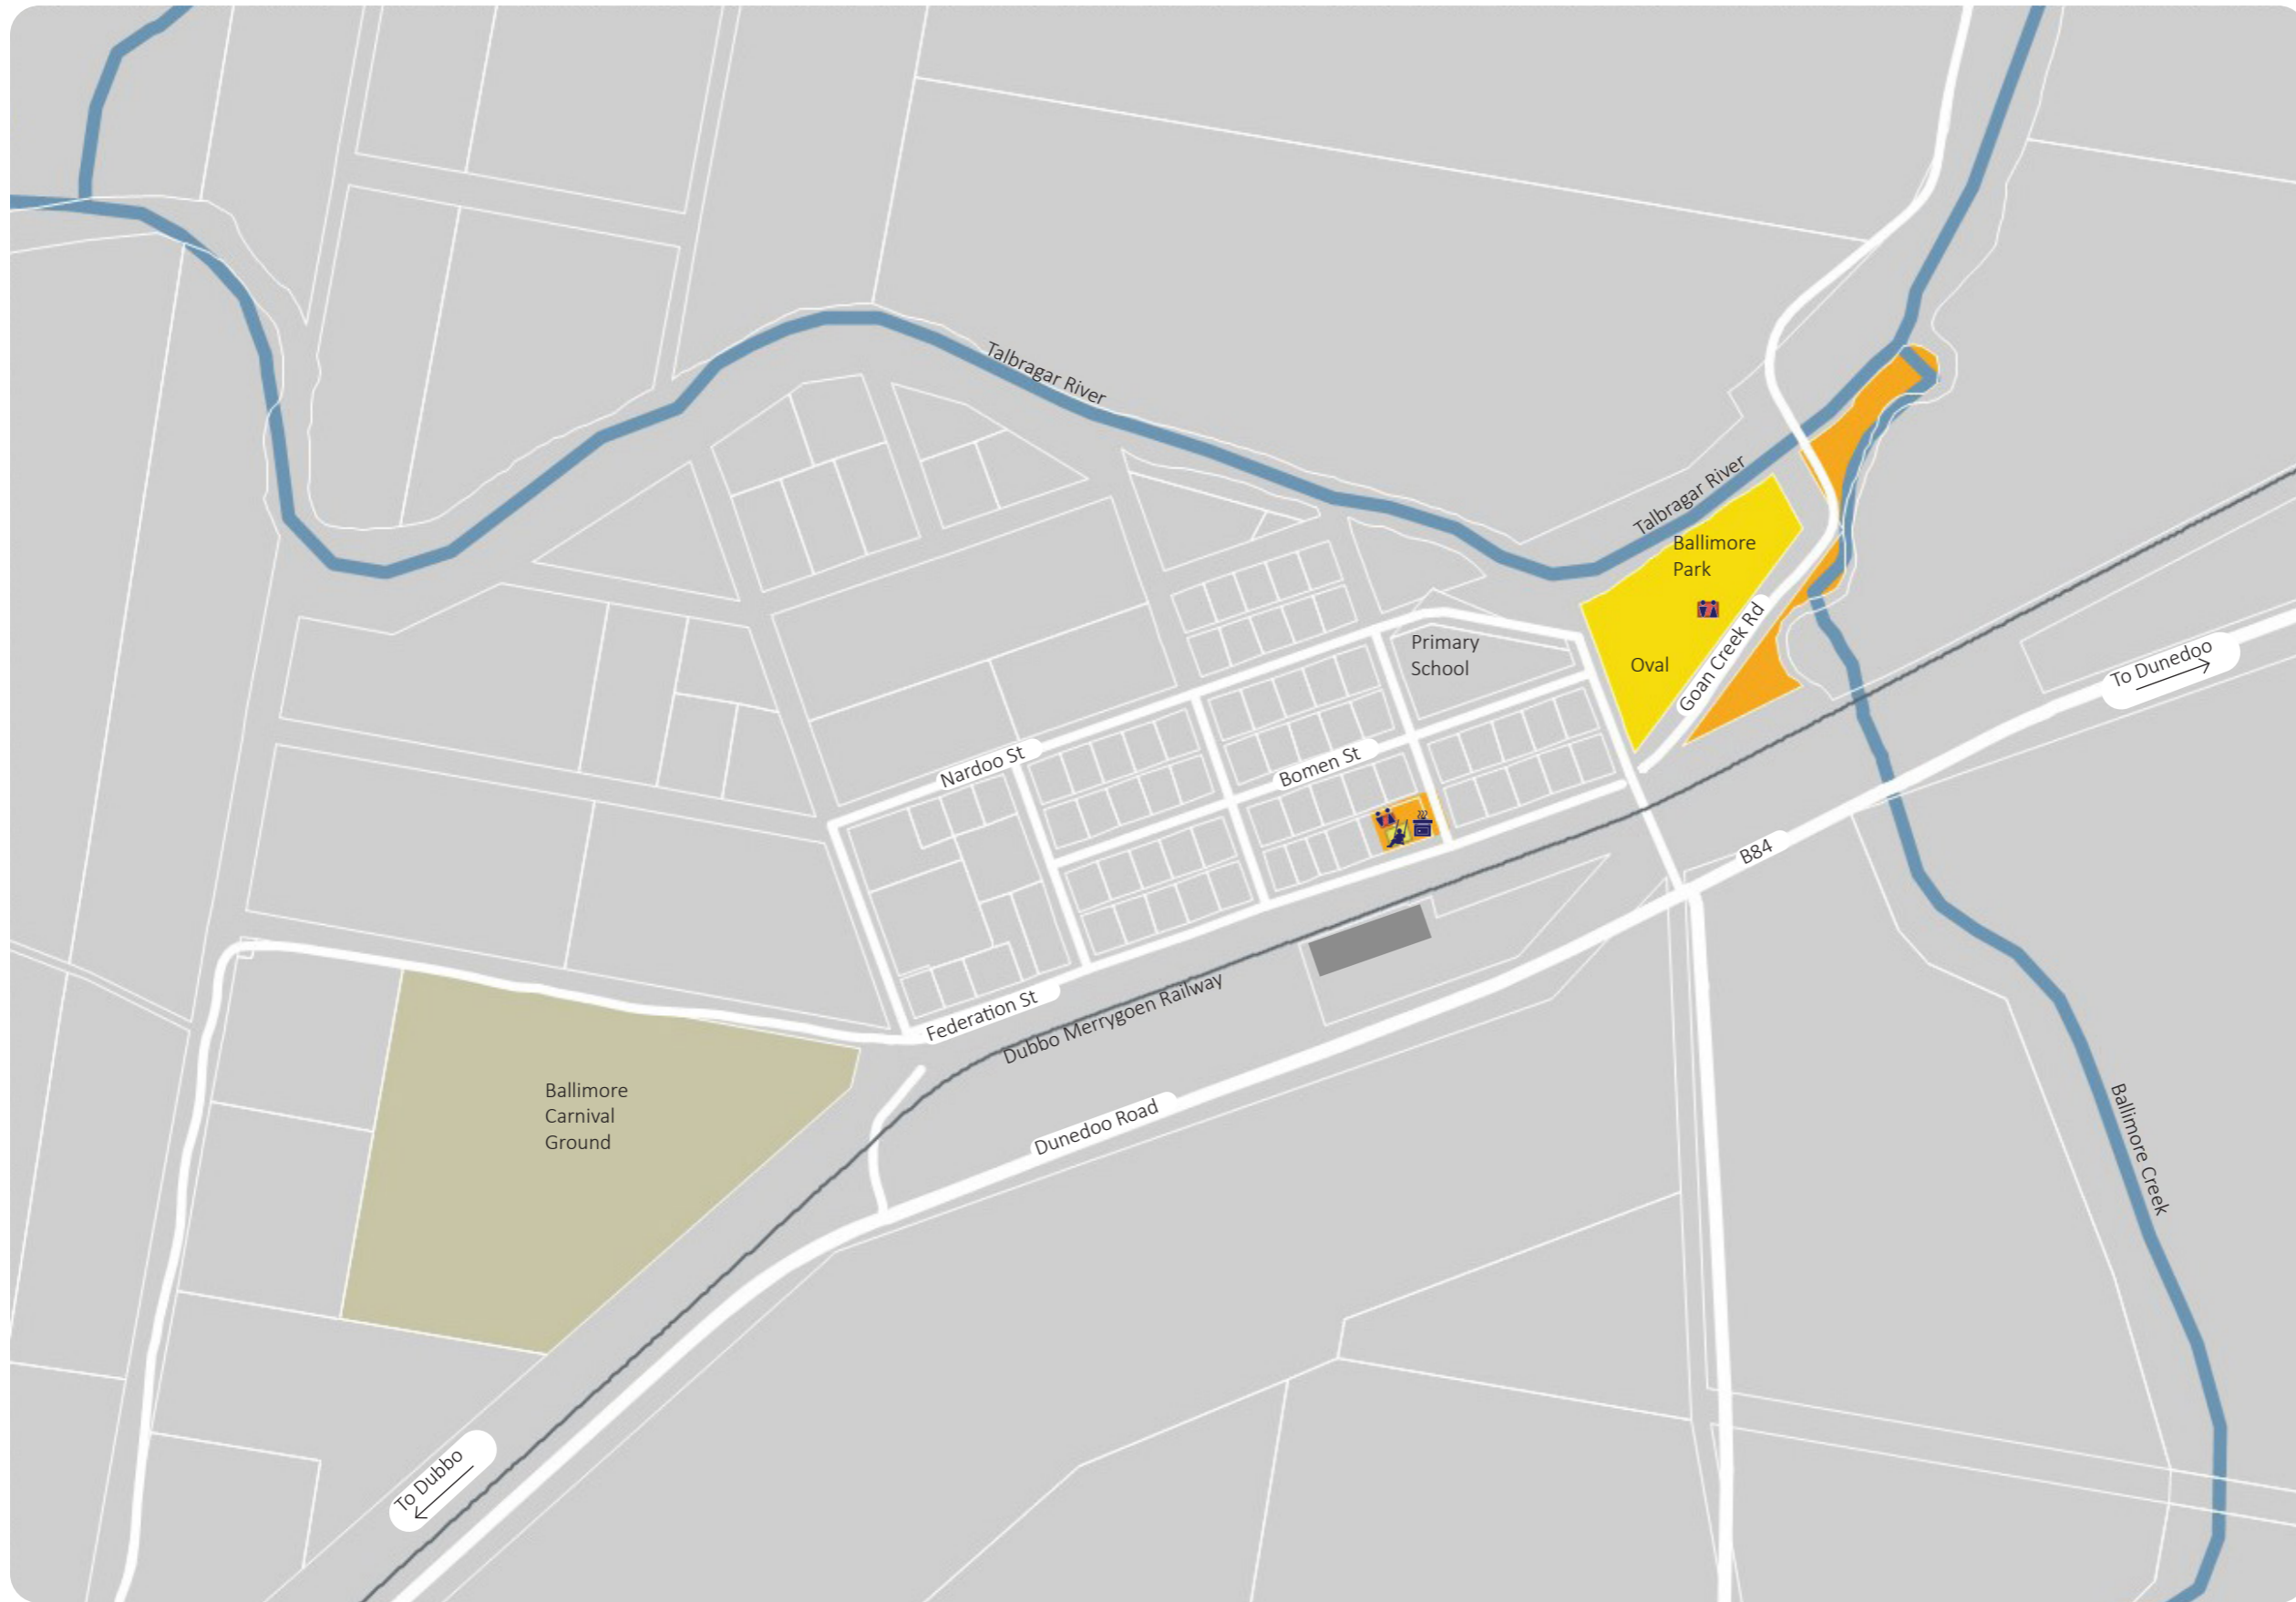 Talbragar River
Talbragar River
Ballimore
Park
Oval
Goan Creek Rd
Primary
School
To Dunedoo
Nardoo St
Bomen St
B84
Federation St
Dubbo Merrygoen Railway
Dunedoo Road
Ballimore
Carnival
Ground
Ballimore Creek
To Dubbo